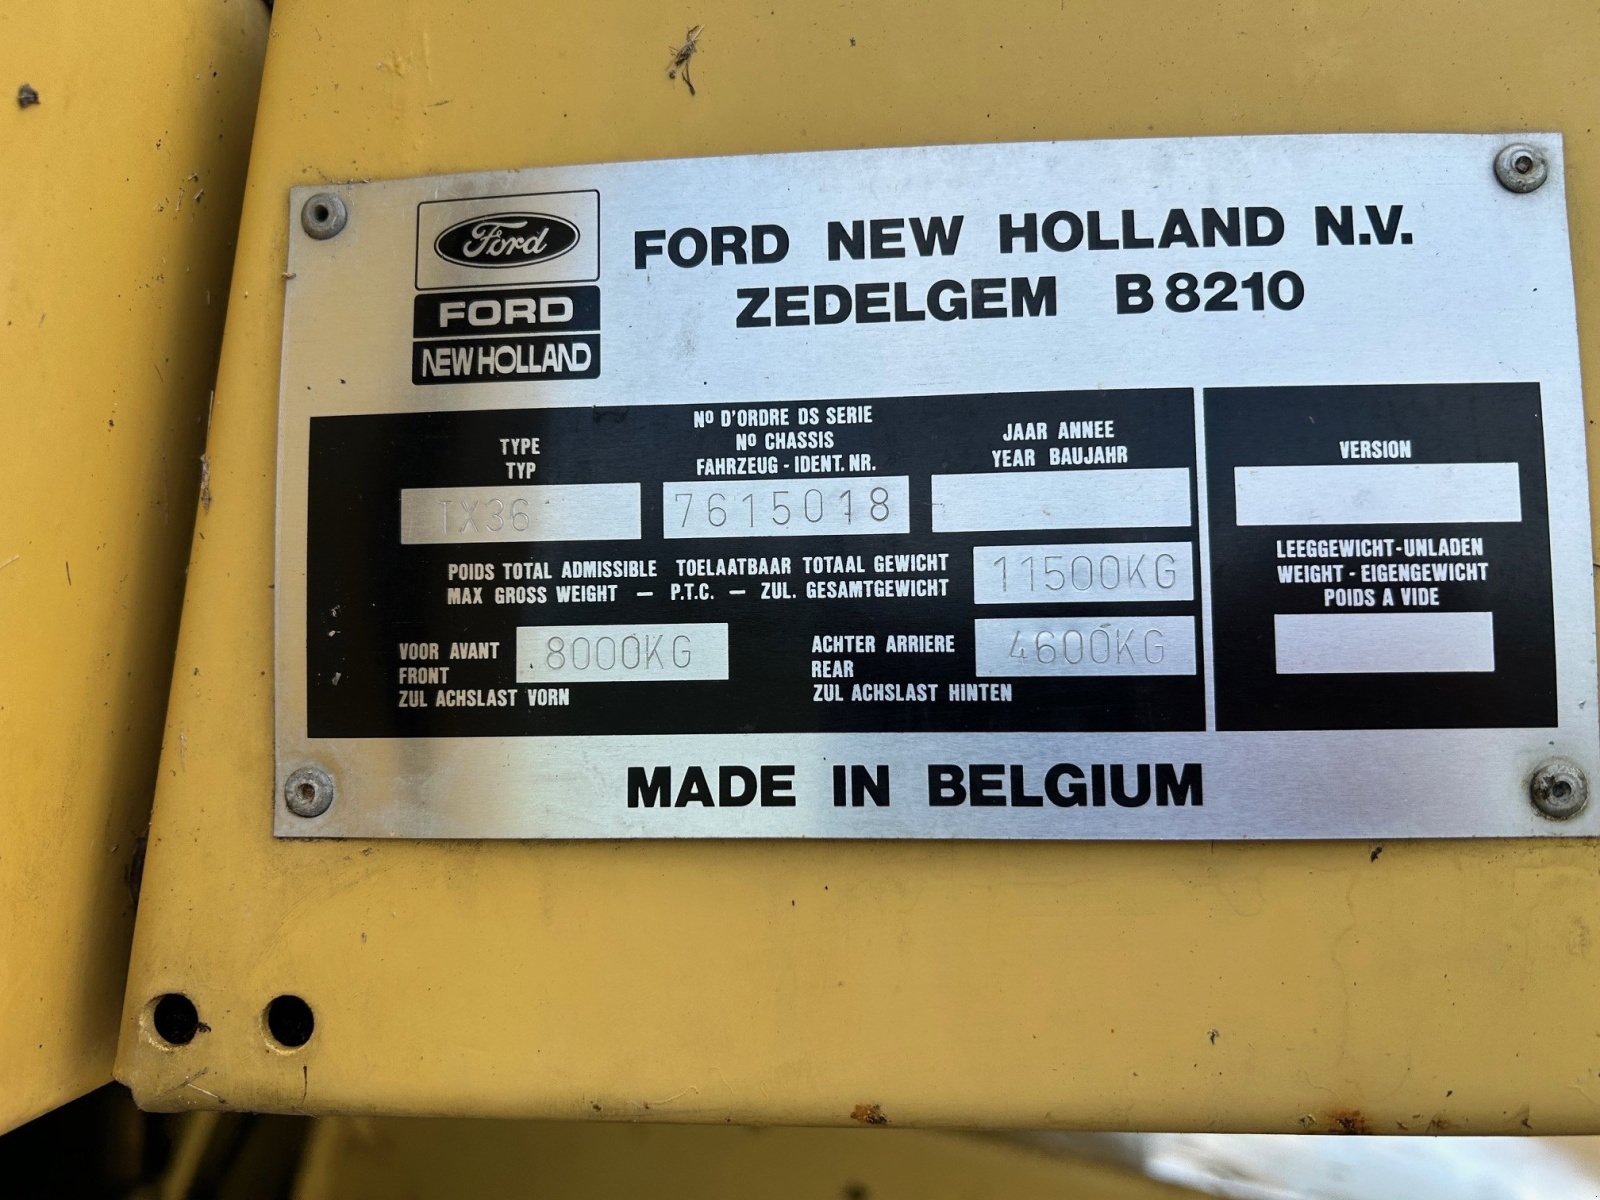 Ford
FORD
NEW HOLLAND
FORD NEW HOLLAND N.V.
ZEDELGEM B 8210
TYPE
TYP
TX36
Nº D'ORDRE DS SERIE
Nº CHASSIS
FAHRZEUG - IDENT. NR.
7615018
JAAR ANNEE
YEAR BAUJAHR
VERSION
POIDS TOTAL ADMISSIBLE TOELAATBAAR TOTAAL GEWICHT
MAX GROSS WEIGHT — P.T.C. — ZUL. GESAMTGEWICHT
11500KG
LEEGGEWICHT - UNLADEN
WEIGHT - EIGENGEWICHT
POIDS A VIDE
VOOR AVANT
FRONT
ZUL ACHSLAST VORN
8000KG
ACHTER ARRIERE
REAR
ZUL ACHSLAST HINTEN
4600KG
MADE IN BELGIUM